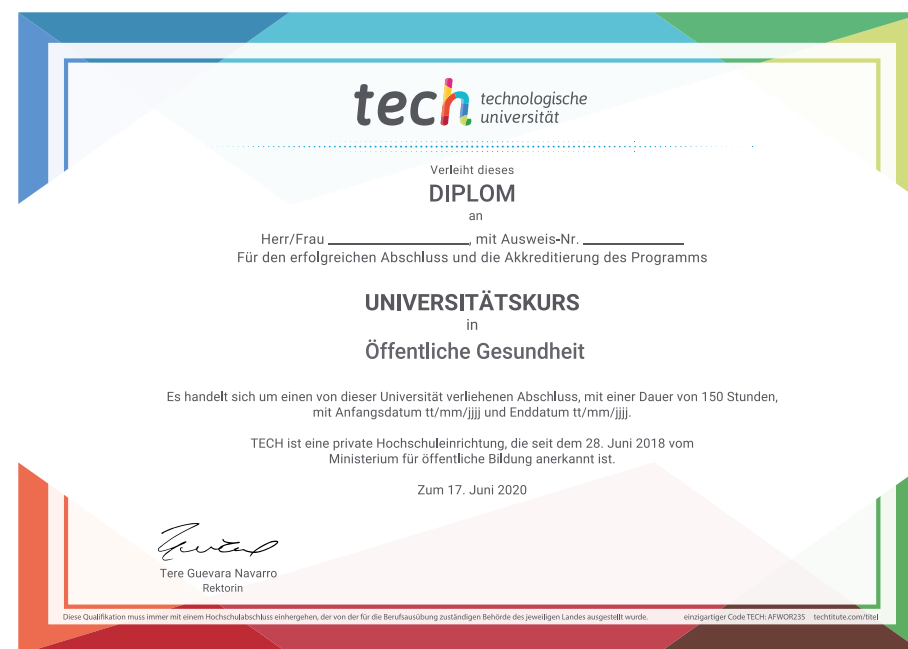 tech technologische
universität
Verleiht dieses
DIPLOM
an
Herr/Frau ____________________, mit Ausweis-Nr. ______________
Für den erfolgreichen Abschluss und die Akkreditierung des Programms
UNIVERSITÄTSKURS
in
Öffentliche Gesundheit
Es handelt sich um einen von dieser Universität verliehenen Abschluss, mit einer Dauer von 150 Stunden,
mit Anfangsdatum tt/mm/jjjj und Enddatum tt/mm/jjjj.
TECH ist eine private Hochschuleinrichtung, die seit dem 28. Juni 2018 vom
Ministerium für öffentliche Bildung anerkannt ist.
Zum 17. Juni 2020
Tere Guevara Navarro
Rektorin
Diese Qualifikation muss immer mit einem Hochschulabschluss einhergehen, der von der für die Berufsausübung zuständigen Behörde des jeweiligen Landes ausgestellt wurde. einzigartiger Code TECH: AFWOR23S techtitute.com/titel